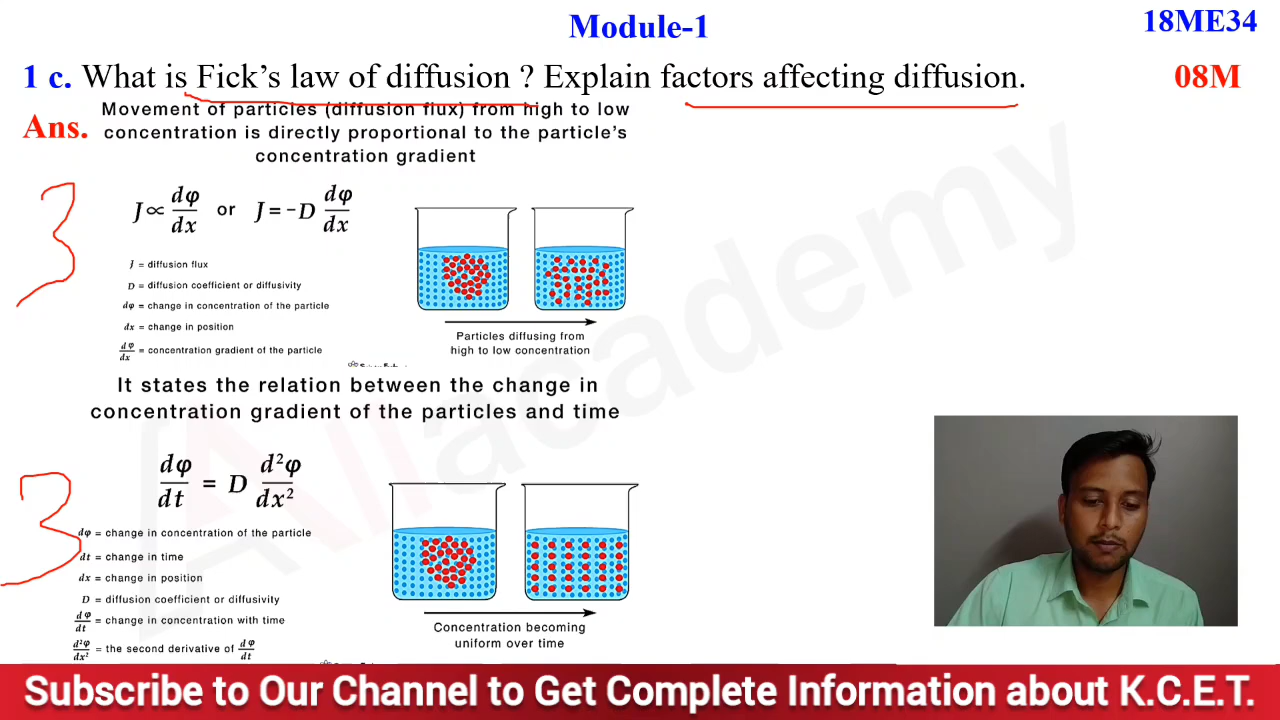 Module-1
18ME34
1 c. What is Fick's law of diffusion ? Explain factors affecting diffusion.
08M
Ans.
Movement of particles (diffusion flux) from high to low
concentration is directly proportional to the particle's
concentration gradient
3
J ∝ dφ/dx or J = -D dφ/dx
J = diffusion flux
D = diffusion coefficient or diffusivity
dφ = change in concentration of the particle
dx = change in position
dφ/dx = concentration gradient of the particle
Particles diffusing from
high to low concentration
It states the relation between the change in
concentration gradient of the particles and time
3
dφ/dt = D d²φ/dx²
dφ = change in concentration of the particle
dt = change in time
dx = change in position
D = diffusion coefficient or diffusivity
dφ/dt = change in concentration with time
d²φ/dx² = the second derivative of dφ/dt
Concentration becoming
uniform over time
Allacademy
Subscribe to Our Channel to Get Complete Information about K.C.E.T.